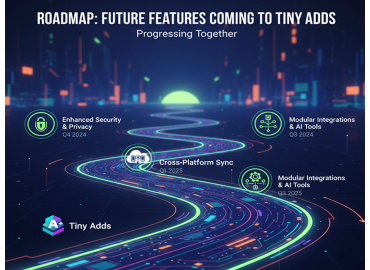 ROADMAP: FUTURE FEATURES COMING TO TINY ADDS
Progressing Together
Enhanced Security
& Privacy
Q4 2024
Modular Integrations
& AI Tools
Q3 2024
Cross-Platform Sync
Q1 2025
Modular Integrations
& AI Tools
Q3 2025
Tiny Adds